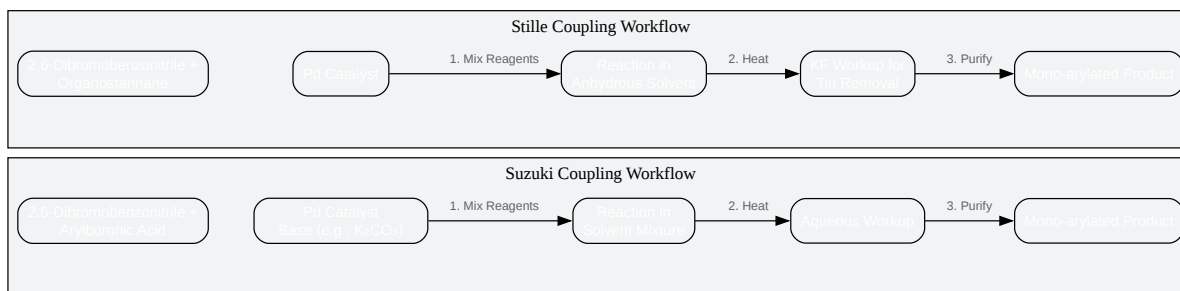 Stille Coupling Workflow
2,6-Dibromobenzonitrile +
Organostannane
Pd Catalyst
1. Mix Reagents
Reaction in
Anhydrous Solvent
2. Heat
KF Workup for
Tin Removal
3. Purify
Mono-arylated Product
Suzuki Coupling Workflow
2,6-Dibromobenzonitrile +
Arylboronic Acid
Pd Catalyst
Base (e.g., K₂CO₃)
1. Mix Reagents
Reaction in
Solvent Mixture
2. Heat
Aqueous Workup
3. Purify
Mono-arylated Product